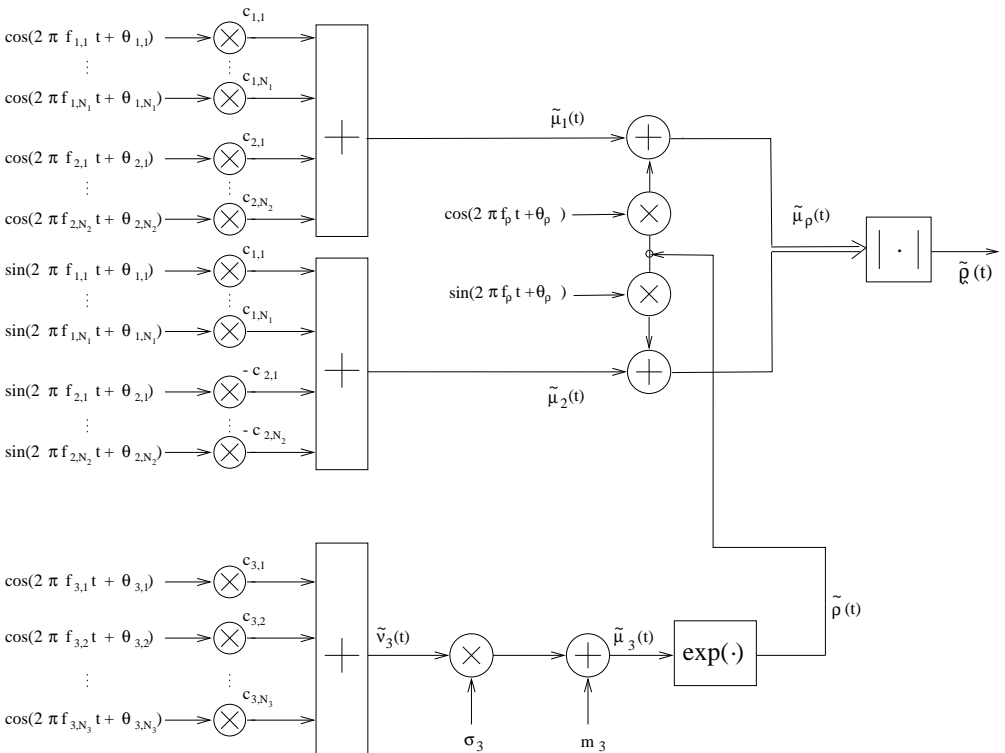 c₁,₁
cos(2 π f₁,₁ t + θ₁,₁)
⋮ ⋮
c₁,N₁
cos(2 π f₁,N₁ t + θ₁,N₁)
c₂,₁
cos(2 π f₂,₁ t + θ₂,₁)
⋮ ⋮
c₂,N₂
cos(2 π f₂,N₂ t + θ₂,N₂)
+
μ̃₁(t)
+
cos(2 π fρ t + θρ )
c₁,₁
sin(2 π f₁,₁ t + θ₁,₁)
⋮ ⋮
c₁,N₁
sin(2 π f₁,N₁ t + θ₁,N₁)
- c₂,₁
sin(2 π f₂,₁ t + θ₂,₁)
⋮ ⋮
- c₂,N₂
sin(2 π f₂,N₂ t + θ₂,N₂)
+
sin(2 π fρ t + θρ )
μ̃₂(t)
+
μ̃ρ(t)
| · |
ρ̃(t)
c₃,₁
cos(2 π f₃,₁ t + θ₃,₁)
c₃,₂
cos(2 π f₃,₂ t + θ₃,₂)
⋮ ⋮
c₃,N₃
cos(2 π f₃,N₃ t + θ₃,N₃)
+
ν̃₃(t)
σ₃
+
m₃
μ̃₃(t)
exp(·)
ρ̃(t)